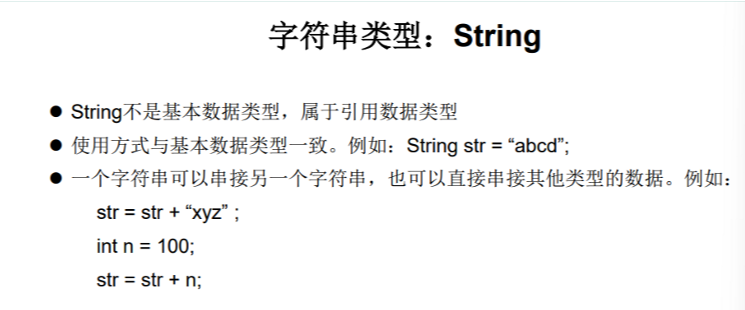 字符串类型：String
● String不是基本数据类型，属于引用数据类型
● 使用方式与基本数据类型一致。例如：String str = “abcd”;
● 一个字符串可以串接另一个字符串，也可以直接串接其他类型的数据。例如：
str = str + “xyz” ;
int n = 100;
str = str + n;